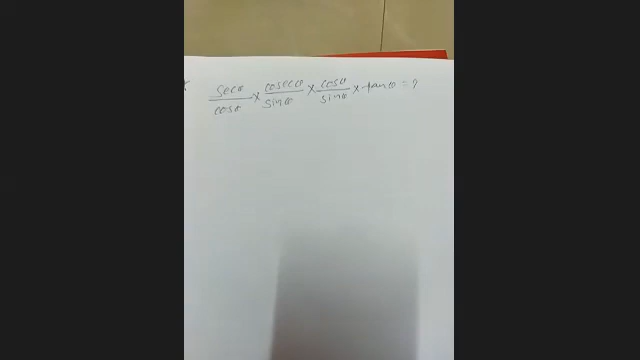 secθ/cosθ × cosecθ/sinθ × cosθ/sinθ × tanθ = ?